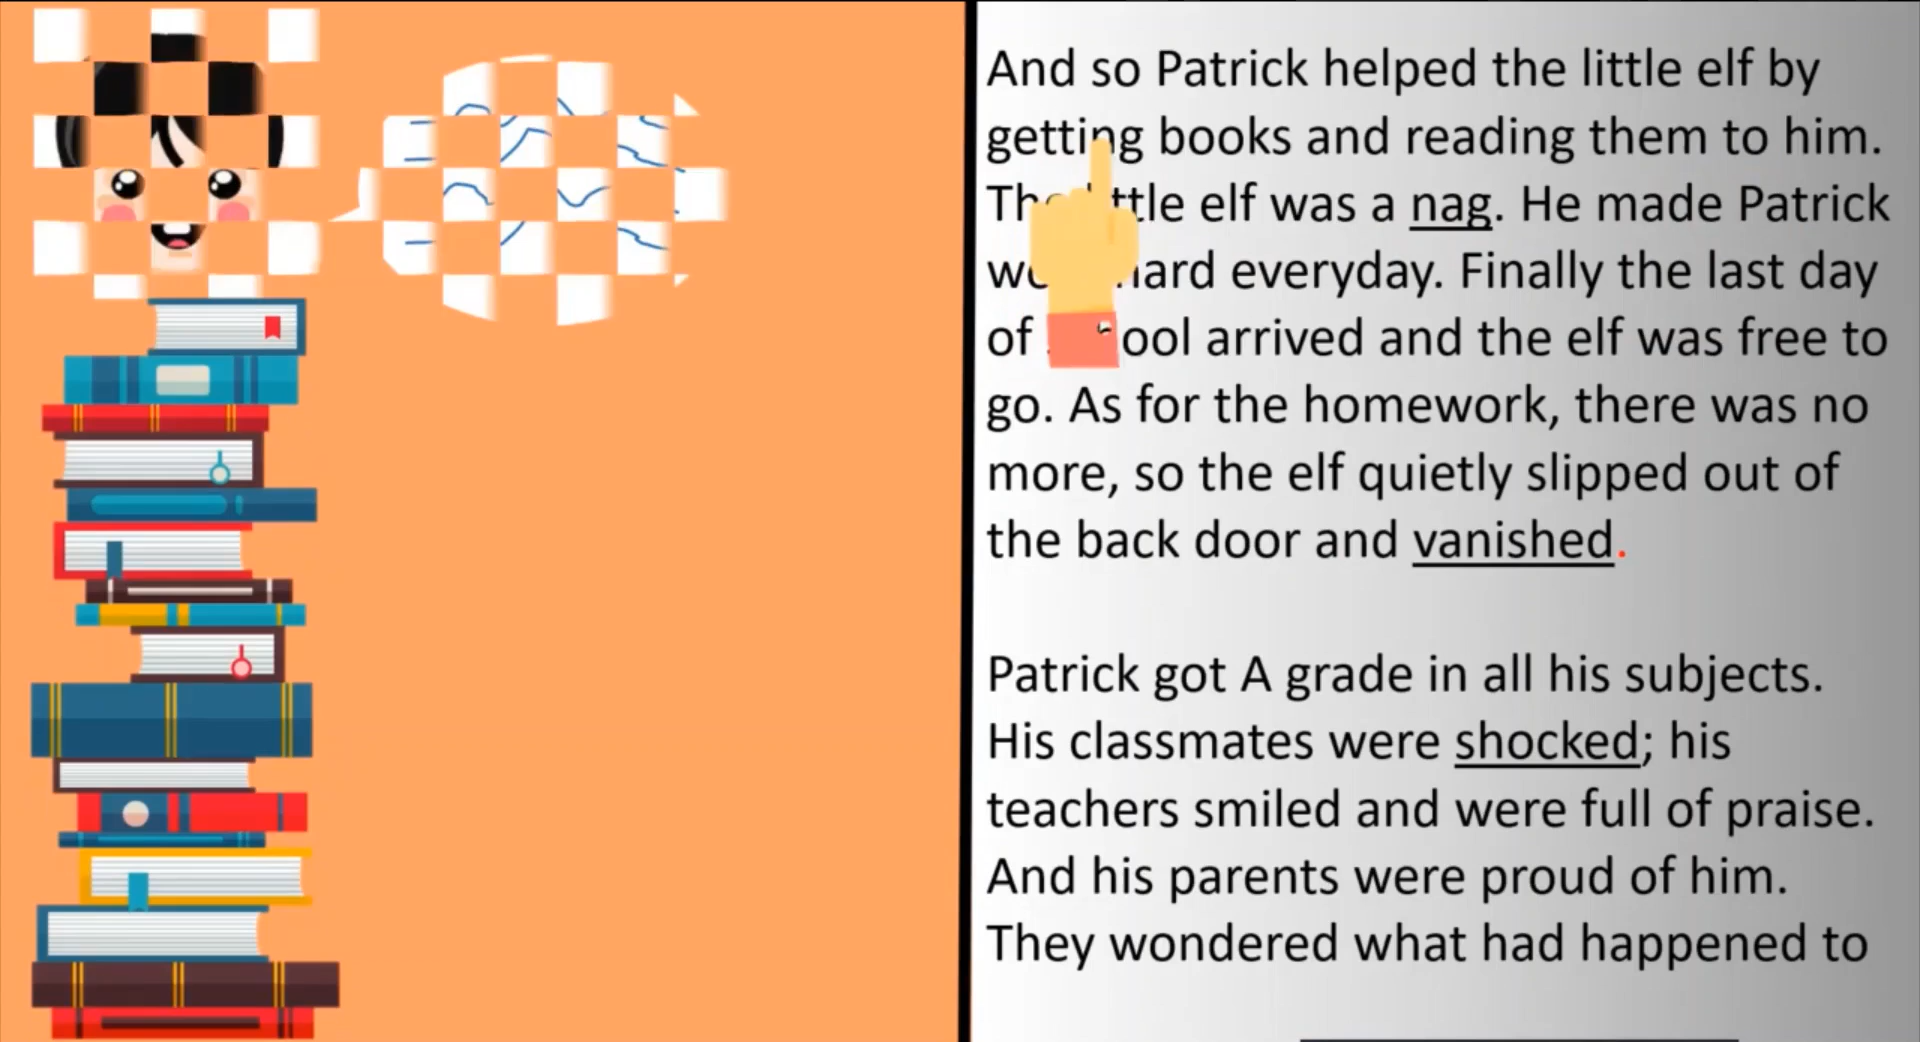 And so Patrick helped the little elf by
getting books and reading them to him.
elf was a nag. He made Patrick
everyday. Finally the last day
of arrived and the elf was free to
go. As for the homework, there was no
more, so the elf quietly slipped out of
the back door and vanished.
Patrick got A grade in all his subjects.
His classmates were shocked; his
teachers smiled and were full of praise.
And his parents were proud of him.
They wondered what had happened to